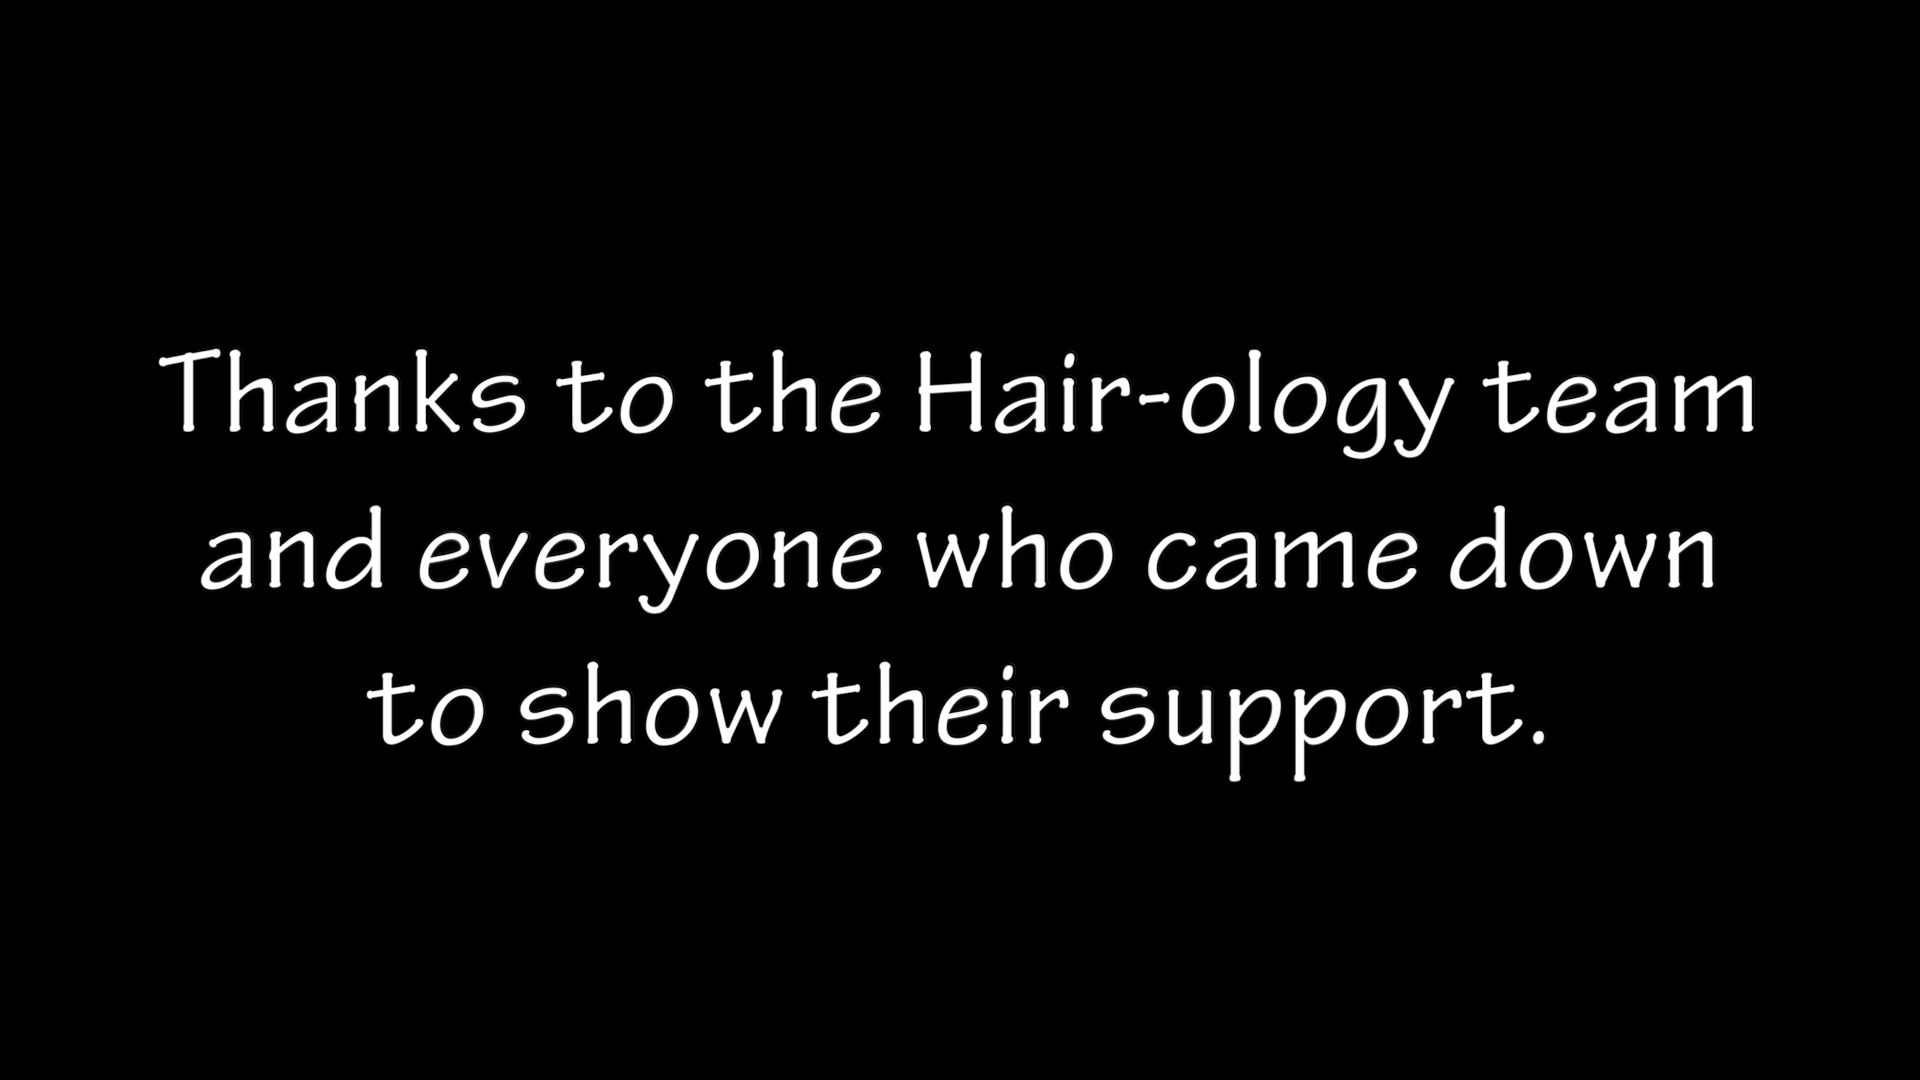 Thanks to the Hair-ology team
and everyone who came down
to show their support.